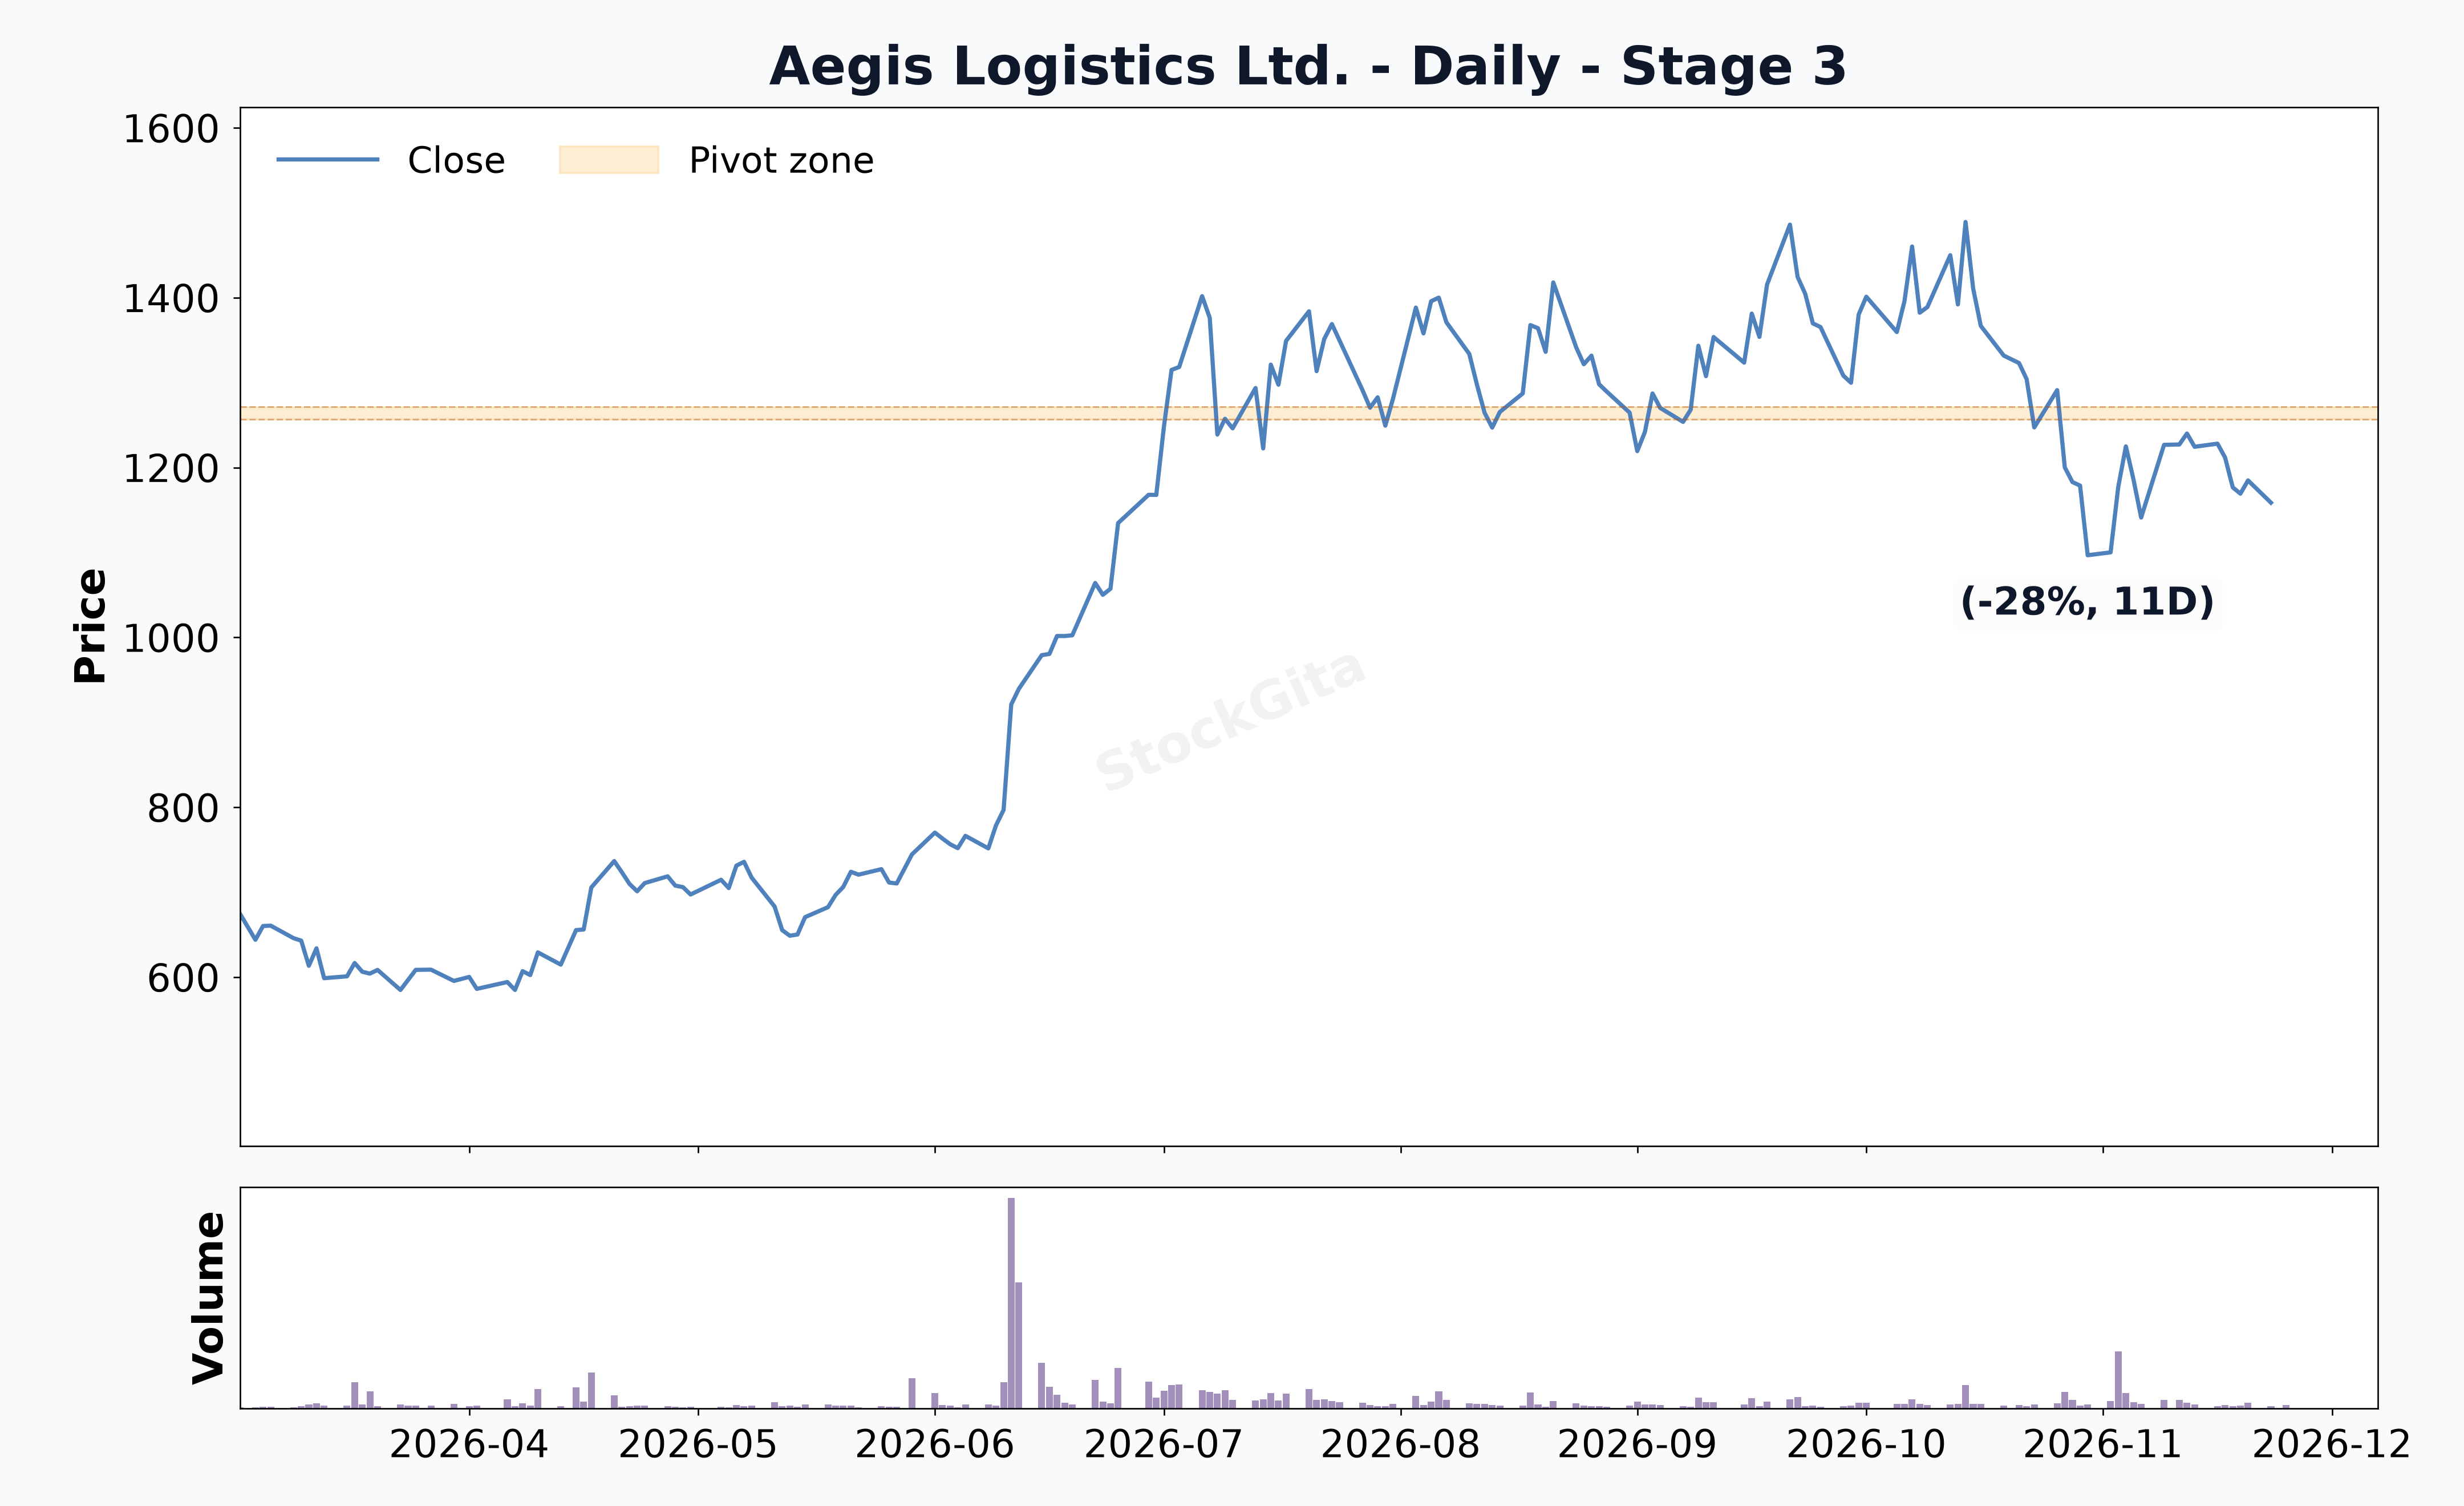 Aegis Logistics Ltd. - Daily - Stage 3
1600
Close
Pivot zone
1400
1200
1000
800
600
Price
(-28%, 11D)
StockGita
Volume
2026-04
2026-05
2026-06
2026-07
2026-08
2026-09
2026-10
2026-11
2026-12